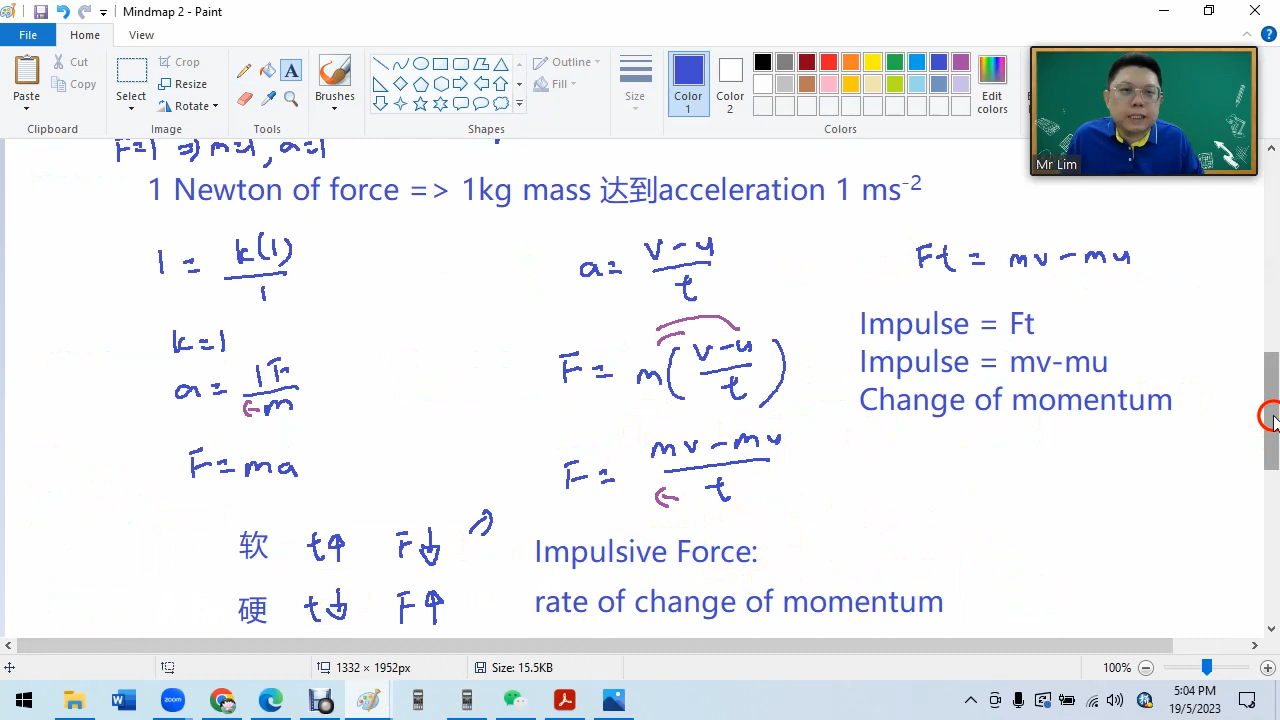 Mindmap 2 - Paint
File Home View
Paste
Cut
Copy
Clipboard
Select
Crop
Resize
Rotate
Image
Tools
Brushes
Shapes
Outline
Fill
Size
Color 1
Color 2
Edit colors
Colors
Mr Lim
F=1 => m=1, a=1
1 Newton of force => 1kg mass 达到acceleration 1 ms-2
1 = k(1)/1
k=1
a = 1F/m
F=ma
a = v-u/t
F = m(v-u/t)
F = mv-mu/t
Ft = mv-mu
Impulse = Ft
Impulse = mv-mu
Change of momentum
软 t↑ F↓
硬 t↓ F↑
Impulsive Force:
rate of change of momentum
1332 × 1952px
Size: 15.5KB
100%
5:04 PM
19/5/2023